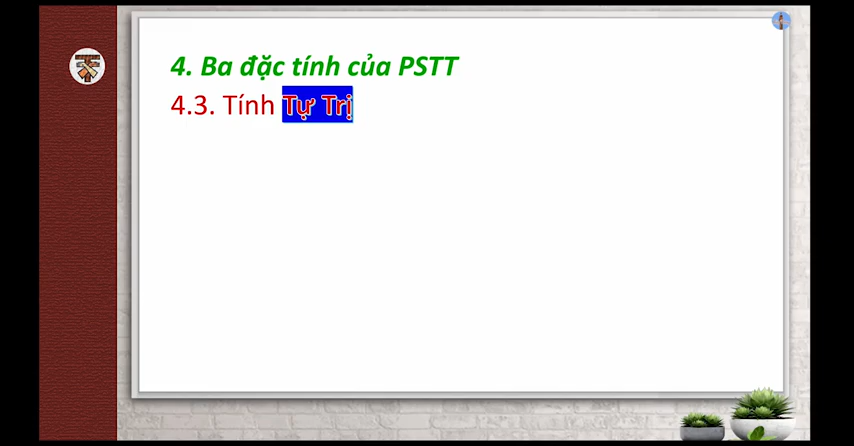 4. Ba đặc tính của PSTT
4.3. Tính Tự Trị